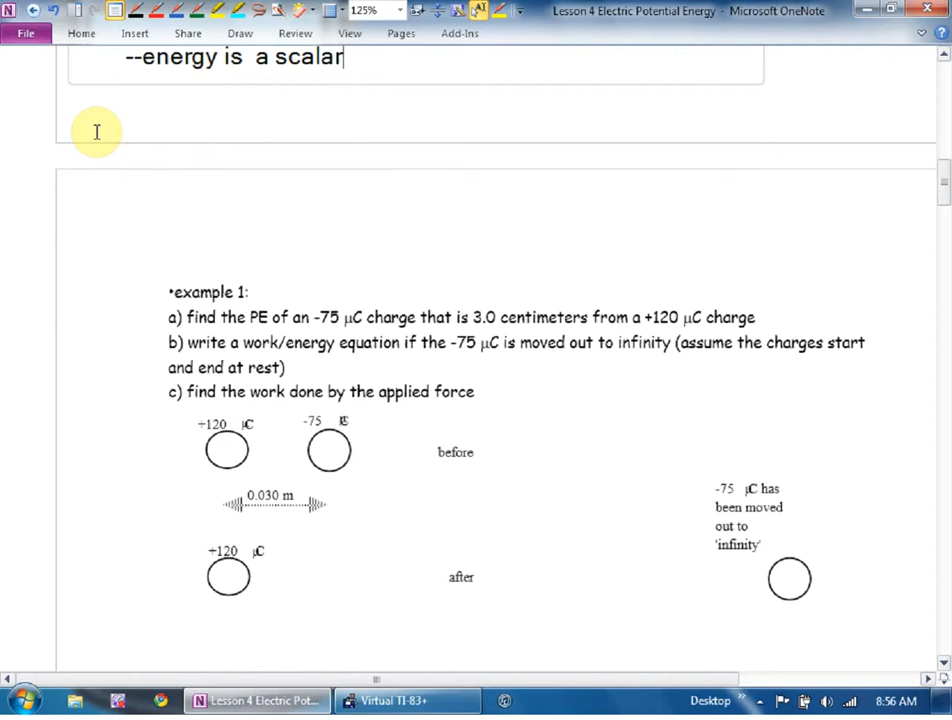 125%
Lesson 4 Electric Potential Energy - Microsoft OneNote
File Home Insert Share Draw Review View Pages Add-Ins
--energy is a scalar
•example 1:
a) find the PE of an -75 μC charge that is 3.0 centimeters from a +120 μC charge
b) write a work/energy equation if the -75 μC is moved out to infinity (assume the charges start
and end at rest)
c) find the work done by the applied force
+120 μC
-75
before
0.030 m
-75 μC has
been moved
out to
'infinity'
+120 μC
after
Lesson 4 Electric Pot...
Virtual TI-83+
Desktop
8:56 AM